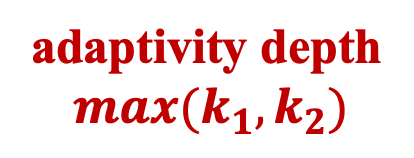 adaptivity depth
max(k₁, k₂)